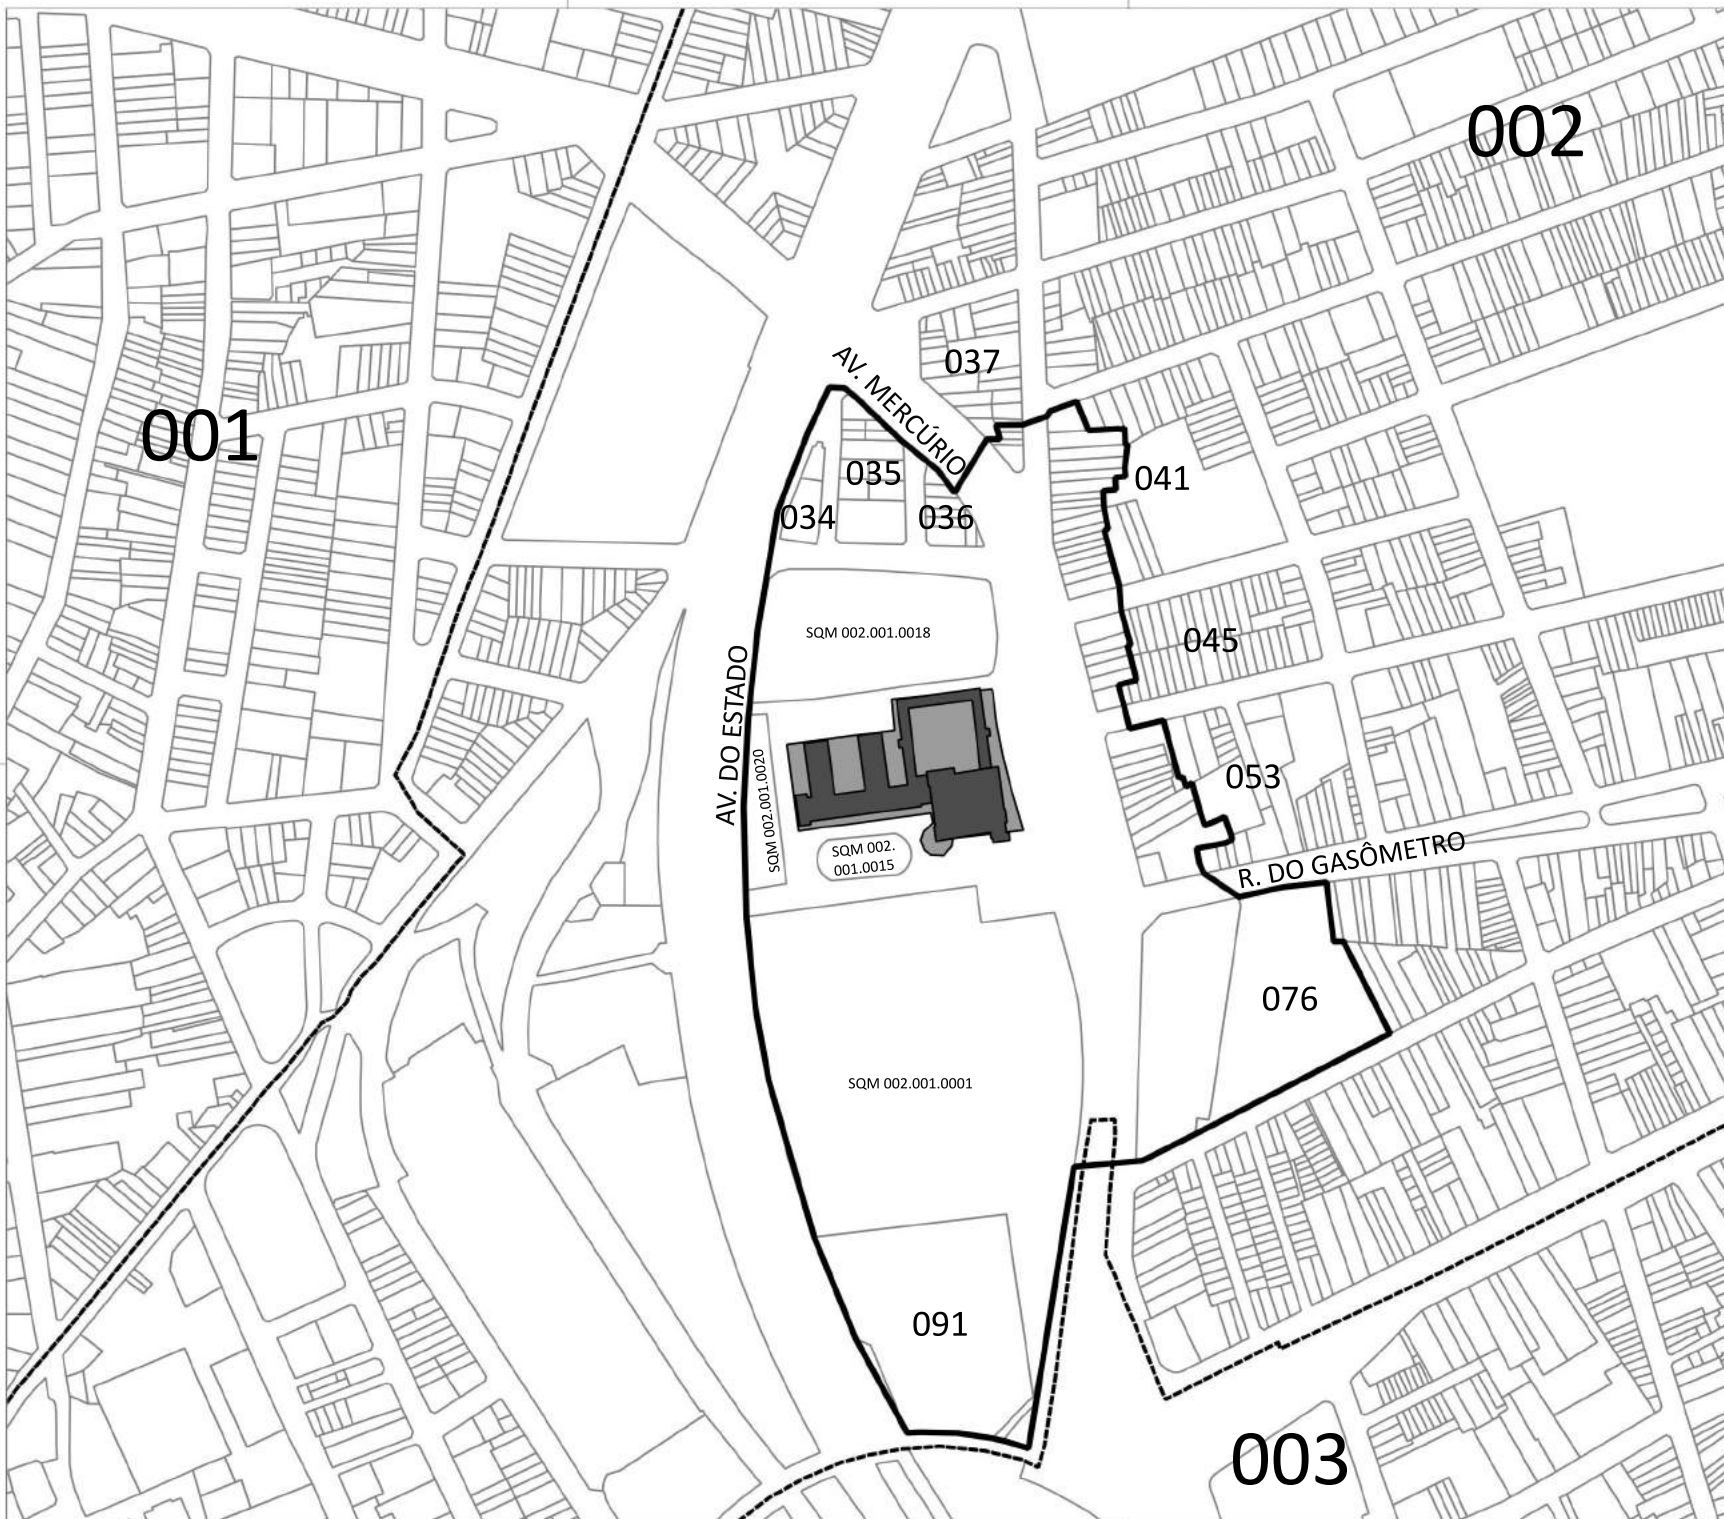 002
AV. MERCÚRIO
037
001
035
041
034
036
SQM 002.001.0018
045
AV. DO ESTADO
SQM 002.001.0020
053
SQM 002.
001.0015
R. DO GASÔMETRO
076
SQM 002.001.0001
091
003